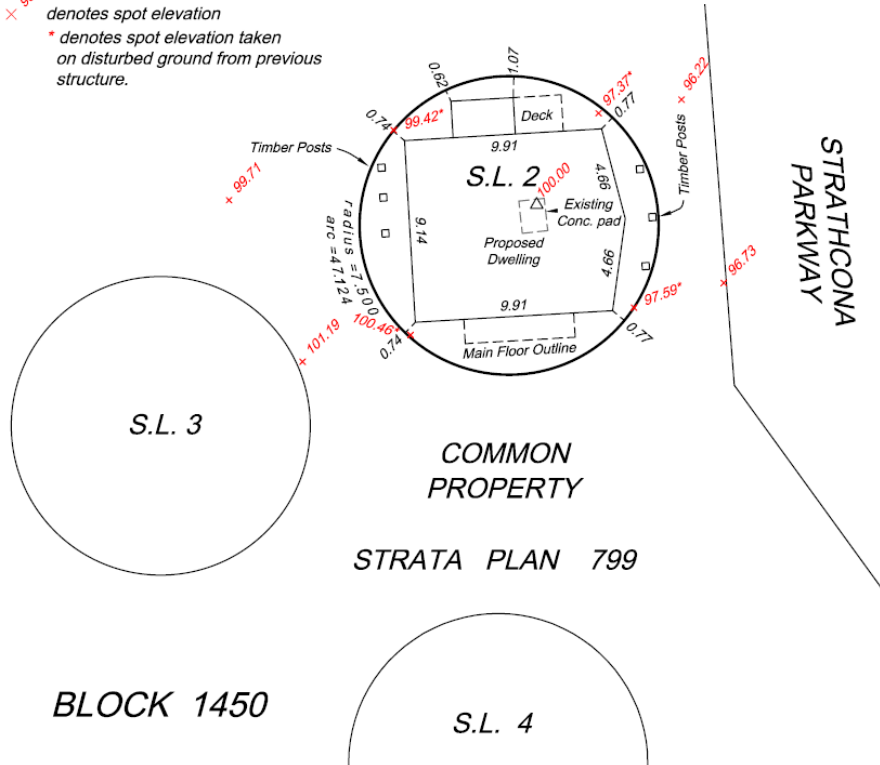 denotes spot elevation
* denotes spot elevation taken
on disturbed ground from previous
structure.
0.62
1.07
96.22
97.37*
0.77
0.74
99.42*
Deck
Timber Posts
9.91
S.L. 2
4.66
Timber Posts
STRATHCONA
PARKWAY
99.71
100.00
Existing
Conc. pad
radius =7.500
arc =47.124
9.14
Proposed
Dwelling
4.66
96.73
97.59*
9.91
100.46*
0.74
0.77
Main Floor Outline
101.19
S.L. 3
COMMON
PROPERTY
STRATA PLAN 799
BLOCK 1450
S.L. 4